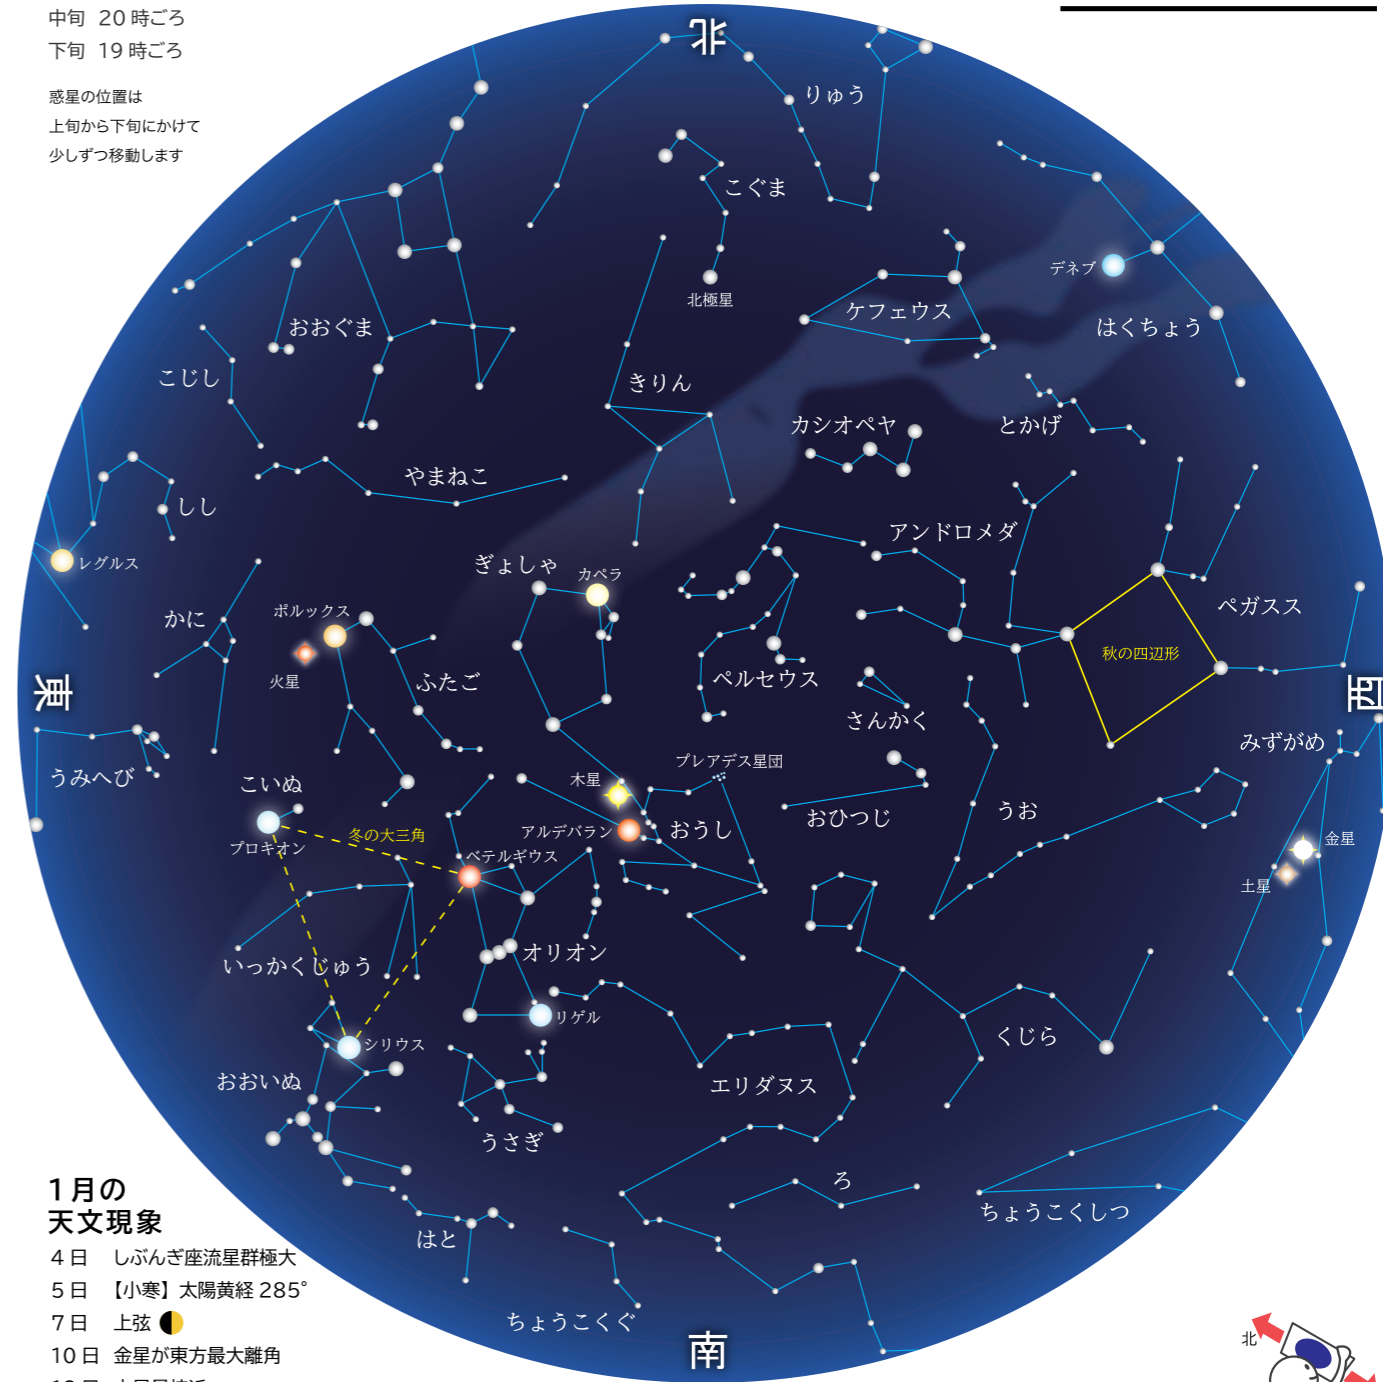 中旬 20時ごろ
下旬 19時ごろ
惑星の位置は
上旬から下旬にかけて
少しずつ移動します
北
りゅう
こぐま
北極星
デネブ
ケフェウス
はくちょう
おおぐま
こじし
きりん
カシオペヤ
とかげ
やまねこ
しし
アンドロメダ
レグルス
ぎょしゃ
カペラ
かに
ポルックス
ペガスス
秋の四辺形
火星
ふたご
ペルセウス
東
西
さんかく
みずがめ
うみへび
こいぬ
木星
プレアデス星団
おひつじ
うお
冬の大三角
アルデバラン
おうし
金星
プロキオン
ベテルギウス
土星
いっかくじゅう
オリオン
リゲル
シリウス
くじら
おおいぬ
エリダヌス
うさぎ
ろ
ちょうこくしつ
はと
ちょうこくぐ
南
1月の
天文現象
4日 しぶんぎ座流星群極大
5日 【小寒】太陽黄経 285°
7日 上弦
10日 金星が東方最大離角
北